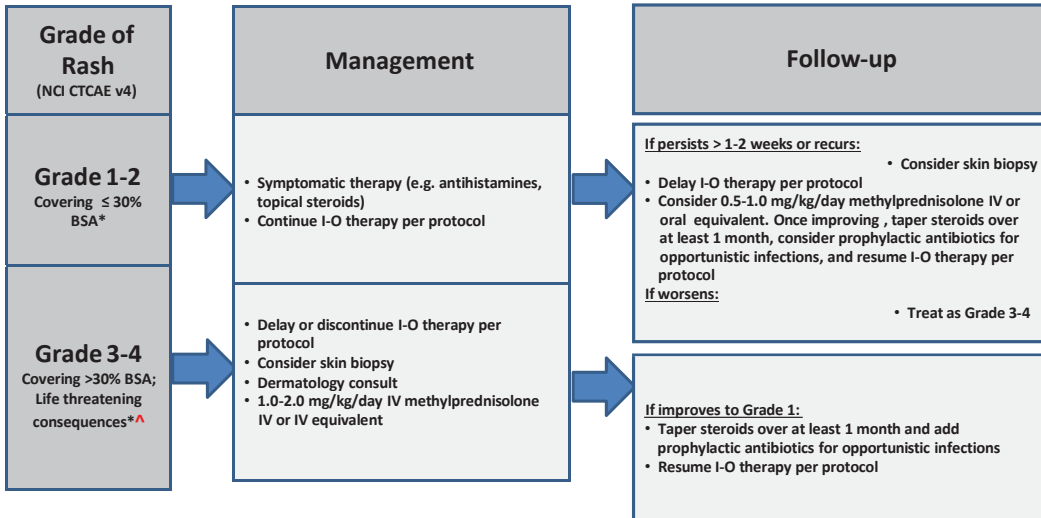 Grade of
Rash
(NCI CTCAE v4)
Management
Follow-up
Grade 1-2
Covering ≤ 30%
BSA*
• Symptomatic therapy (e.g. antihistamines,
topical steroids)
• Continue I-O therapy per protocol
If persists > 1-2 weeks or recurs:
• Consider skin biopsy
• Delay I-O therapy per protocol
• Consider 0.5-1.0 mg/kg/day methylprednisolone IV or
oral equivalent. Once improving , taper steroids over
at least 1 month, consider prophylactic antibiotics for
opportunistic infections, and resume I-O therapy per
protocol
If worsens:
• Treat as Grade 3-4
Grade 3-4
Covering >30% BSA;
Life threatening
consequences*^
• Delay or discontinue I-O therapy per
protocol
• Consider skin biopsy
• Dermatology consult
• 1.0-2.0 mg/kg/day IV methylprednisolone
IV or IV equivalent
If improves to Grade 1:
• Taper steroids over at least 1 month and add
prophylactic antibiotics for opportunistic infections
• Resume I-O therapy per protocol